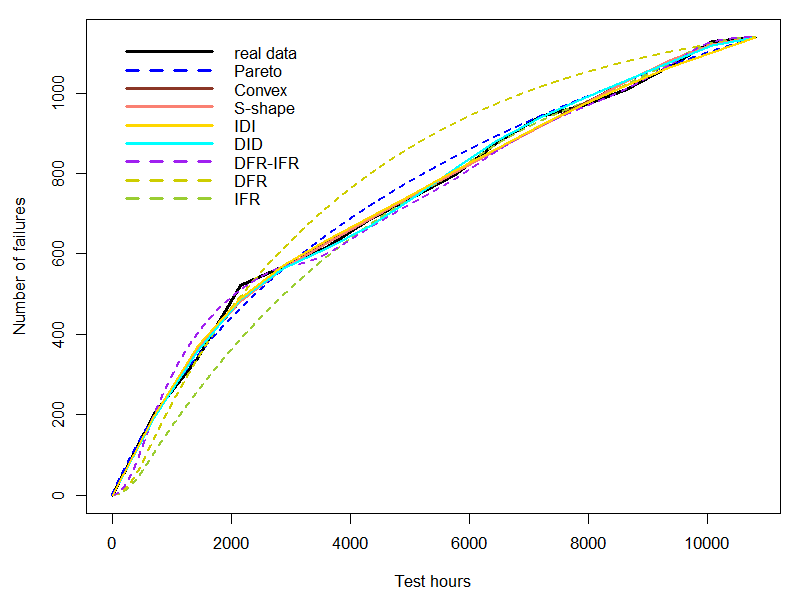 real data
Pareto
Convex
S-shape
IDI
DID
DFR-IFR
DFR
IFR
Number of failures
0
200
400
600
800
1000
0 2000 4000 6000 8000 10000
Test hours